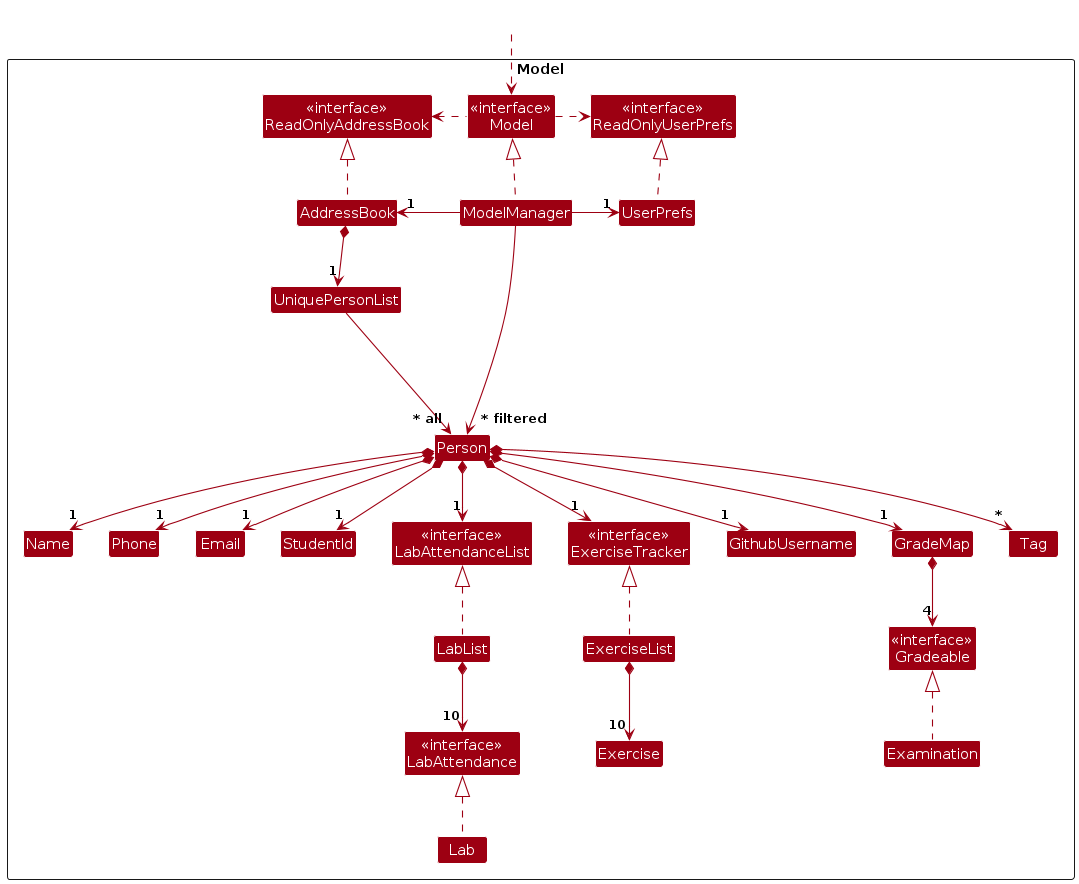 Model
«interface»
ReadOnlyAddressBook
«interface»
Model
«interface»
ReadOnlyUserPrefs
AddressBook
1
ModelManager
1
UserPrefs
1
UniquePersonList
* all
* filtered
Person
1
1
1
1
1
1
1
1
*
Name
Phone
Email
StudentId
«interface»
LabAttendanceList
«interface»
ExerciseTracker
GithubUsername
GradeMap
Tag
4
LabList
ExerciseList
«interface»
Gradeable
10
10
«interface»
LabAttendance
Exercise
Examination
Lab